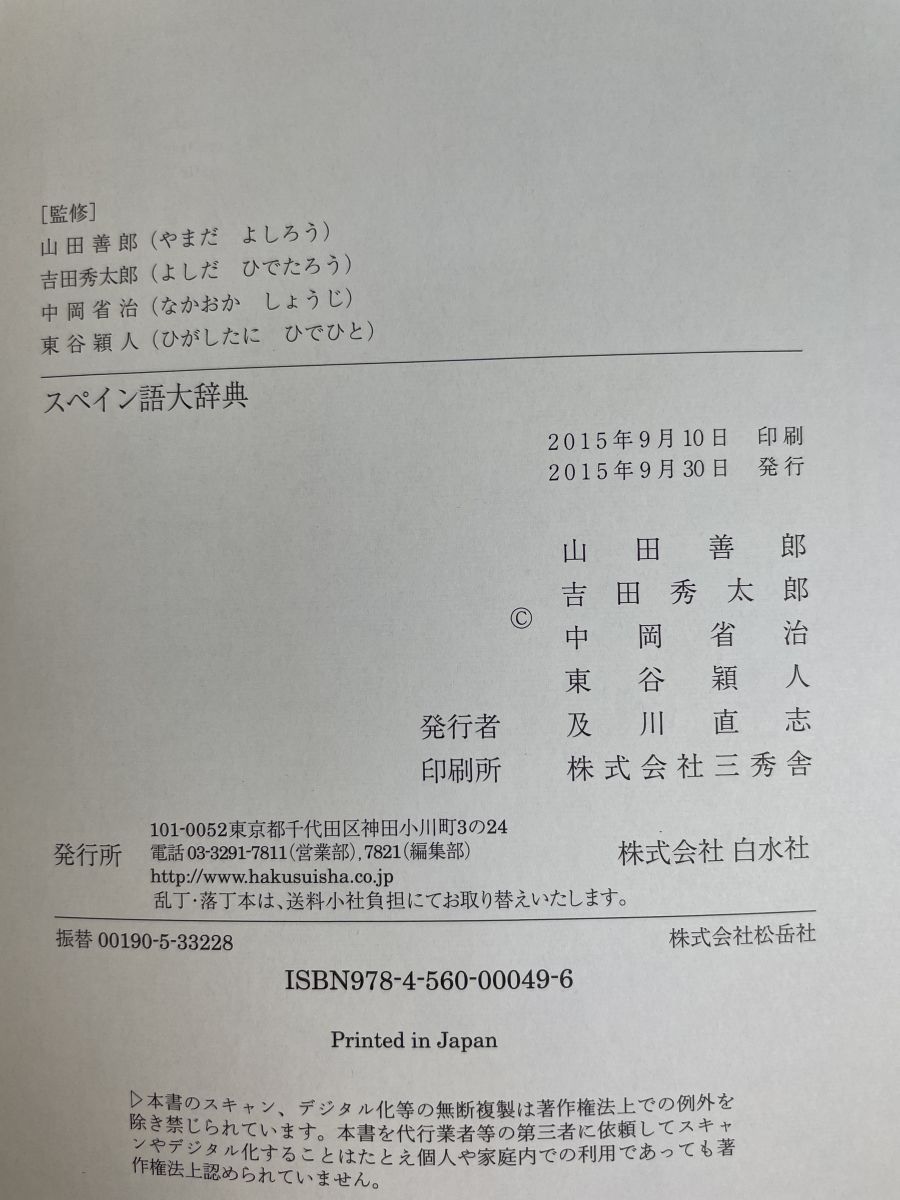 [監修]
山田善郎（やまだ　よしろう）
吉田秀太郎（よしだ　ひでたろう）
中岡省治（なかおか　しょうじ）
東谷穎人（ひがしたに　ひでひと）
スペイン語大辞典
2015年9月10日　印刷
2015年9月30日　発行
山田善郎
吉田秀太郎
©
中岡省治
東谷穎人
発行者　及川直志
印刷所　株式会社三秀舎
101-0052東京都千代田区神田小川町3の24
発行所　電話 03-3291-7811（営業部）, 7821（編集部）　株式会社 白水社
http://www.hakusuisha.co.jp
乱丁・落丁本は、送料小社負担にてお取り替えいたします。
振替 00190-5-33228　株式会社松岳社
ISBN978-4-560-00049-6
Printed in Japan
▷本書のスキャン、デジタル化等の無断複製は著作権法上での例外を
除き禁じられています。本書を代行業者等の第三者に依頼してスキャ
ンやデジタル化することはたとえ個人や家庭内での利用であっても著
作権法上認められていません。